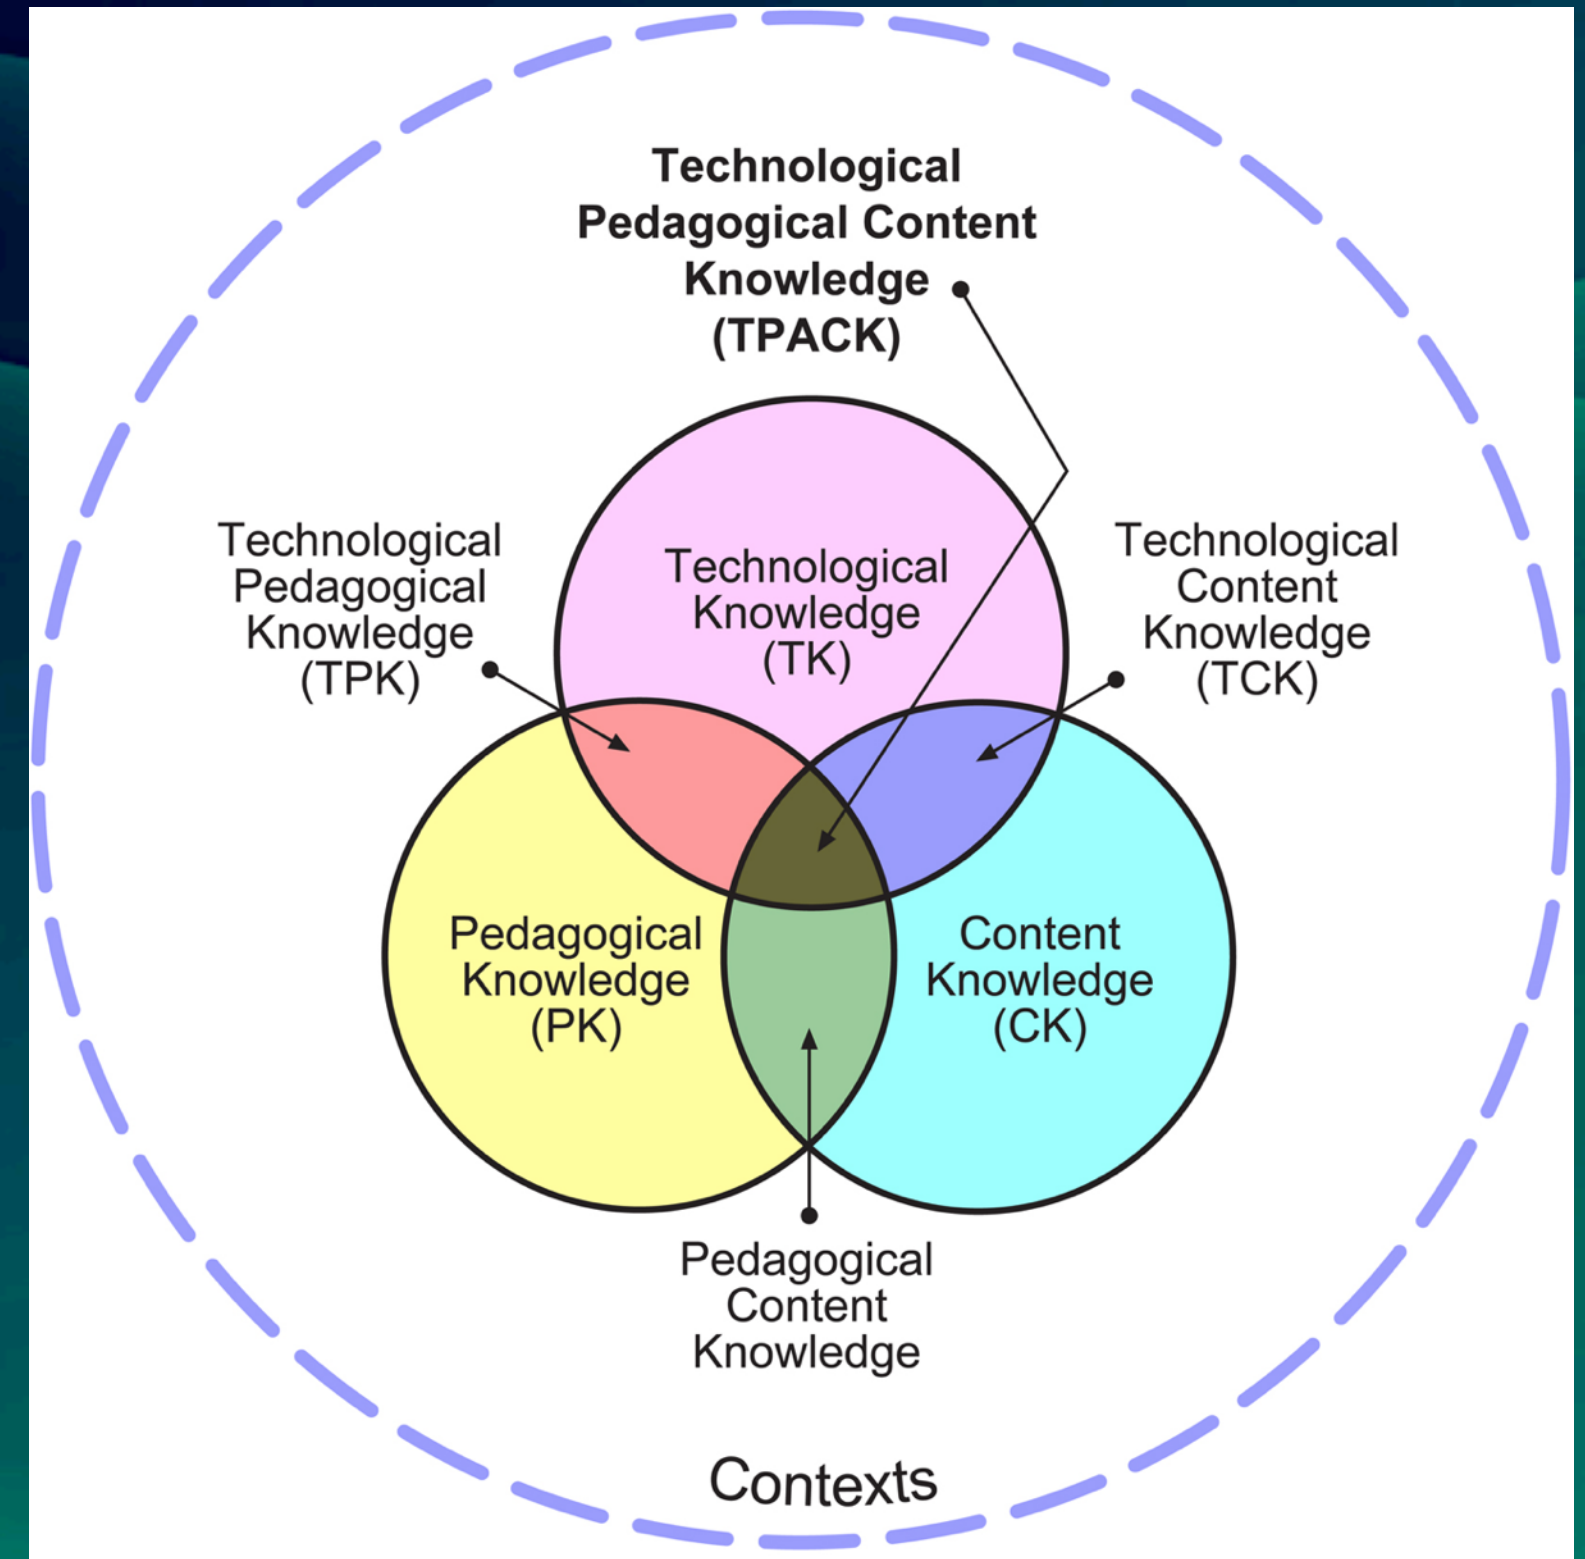 Technological
Pedagogical Content
Knowledge
(TPACK)
Technological
Pedagogical
Knowledge
(TPK)
Technological
Knowledge
(TK)
Technological
Content
Knowledge
(TCK)
Pedagogical
Knowledge
(PK)
Content
Knowledge
(CK)
Pedagogical
Content
Knowledge
Contexts